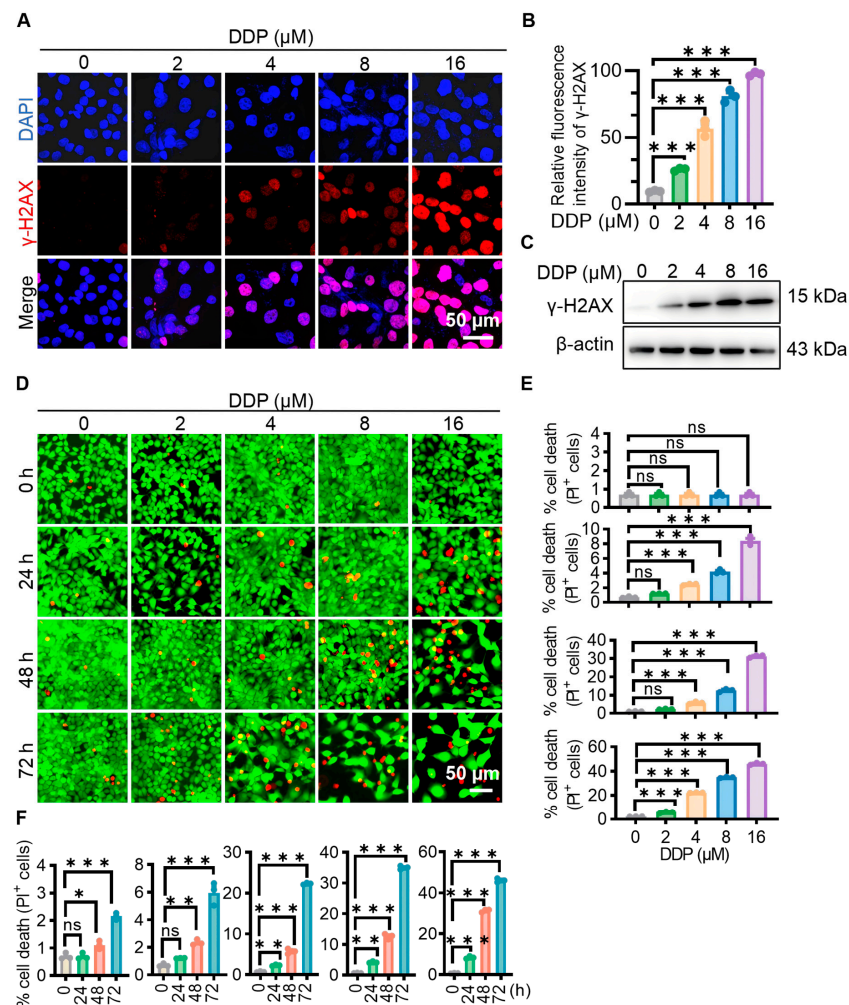 A
DDP (μM)
0 2 4 8 16
DAPI
γ-H2AX
Merge
50 μm
B
Relative fluorescence
intensity of γ-H2AX
100
50
0
* * *
* * *
* * *
* * *
DDP (μM) 0 2 4 8 16
C
DDP (μM) 0 2 4 8 16
γ-H2AX 15 kDa
β-actin 43 kDa
D
DDP (μM)
0 2 4 8 16
0 h
24 h
48 h
72 h
50 μm
E
% cell death
(PI⁺ cells)
4
3
2
1
0
ns
ns
ns
ns
% cell death
(PI⁺ cells)
10
8
6
4
2
0
* * *
* * *
* * *
ns
% cell death
(PI⁺ cells)
40
30
20
10
0
* * *
* * *
* * *
ns
% cell death
(PI⁺ cells)
60
40
20
0
* * *
* * *
* * *
* * *
0 2 4 8 16
DDP (μM)
F
% cell death (PI⁺ cells)
4
3
2
1
0
* * *
*
ns
0 24 48 72
8
6
4
2
0
* * *
* *
ns
0 24 48 72
30
20
10
0
* * *
* * *
* *
0 24 48 72
40
30
20
10
0
* * *
* * *
* *
0 24 48 72
60
40
20
0
* * *
* * *
* * *
0 24 48 72 (h)